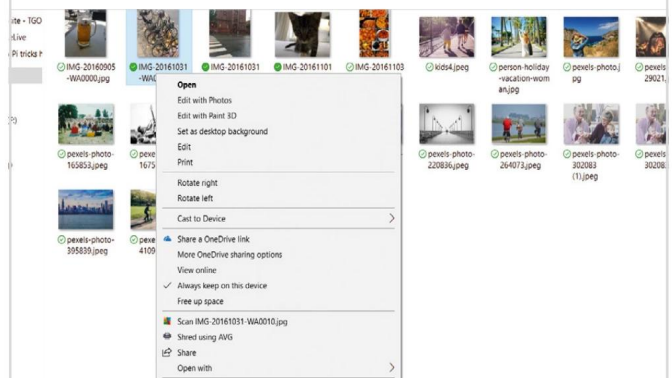 ate - TGO
eLive
Pi tricks
IMG-20160905
-WA0000.jpg
IMG-20161031
IMG-20161031
IMG-20161101
IMG-20161103
kids4.jpeg
person-holiday
-vacation-wom
an.jpg
pexels-photo.j
pg
pexels
29021.
Open
Edit with Photos
Edit with Paint 3D
Set as desktop background
Edit
Print
Rotate right
Rotate left
Cast to Device
Share a OneDrive link
More OneDrive sharing options
View online
Always keep on this device
Free up space
Scan IMG-20161031-WA0010.jpg
Shred using AVG
Share
Open with
pexels-photo-
165853.jpeg
pexe
1675
pexels-photo-
220836.jpeg
pexels-photo-
264073.jpeg
pexels-photo-
302083
(1).jpeg
pexels
30208
pexels-photo-
395839.jpeg
pexe
4109